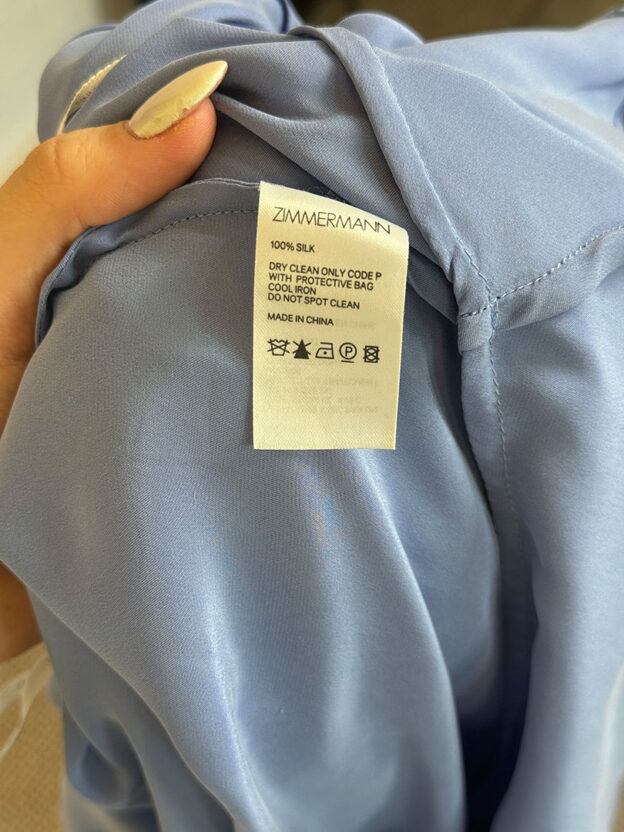 ZIMMERMANN
100% SILK
DRY CLEAN ONLY CODE P
WITH PROTECTIVE BAG
COOL IRON
DO NOT SPOT CLEAN
MADE IN CHINA
P